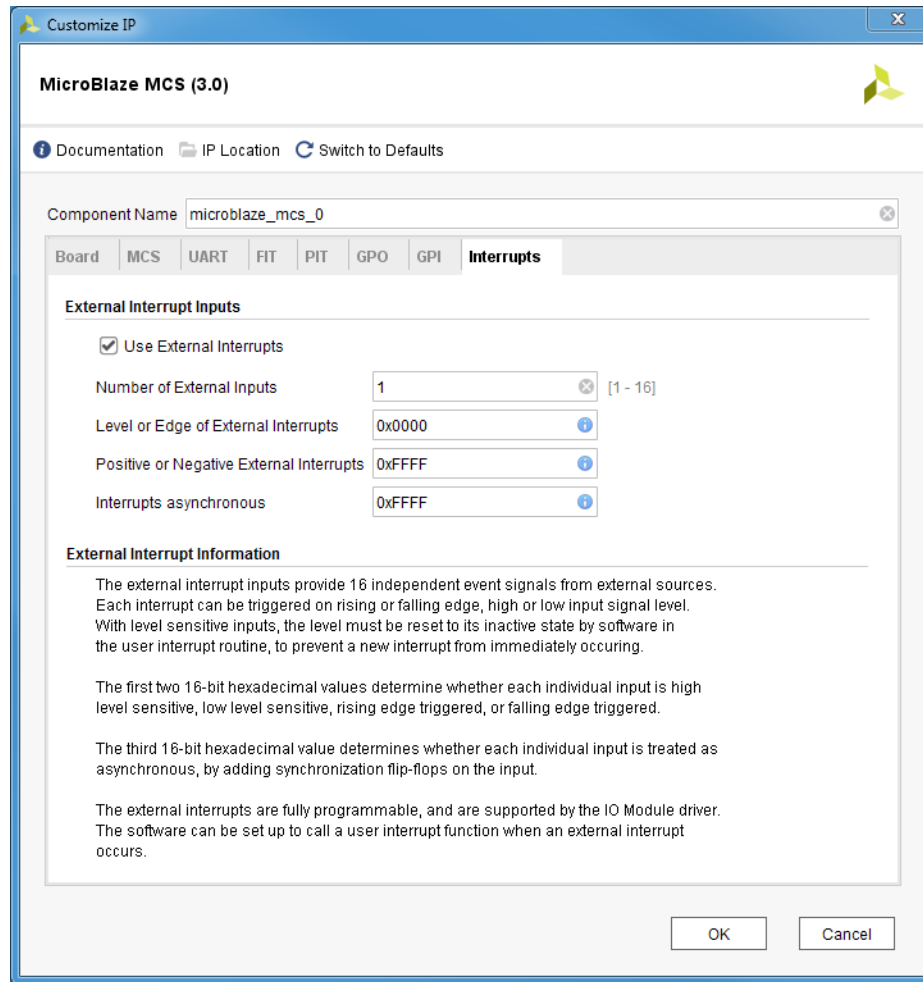 Customize IP
MicroBlaze MCS (3.0)
Documentation IP Location Switch to Defaults
Component Name microblaze_mcs_0
Board MCS UART FIT PIT GPO GPI Interrupts
External Interrupt Inputs
Use External Interrupts
Number of External Inputs 1 [1 - 16]
Level or Edge of External Interrupts 0x0000
Positive or Negative External Interrupts 0xFFFF
Interrupts asynchronous 0xFFFF
External Interrupt Information
The external interrupt inputs provide 16 independent event signals from external sources.
Each interrupt can be triggered on rising or falling edge, high or low input signal level.
With level sensitive inputs, the level must be reset to its inactive state by software in
the user interrupt routine, to prevent a new interrupt from immediately occuring.
The first two 16-bit hexadecimal values determine whether each individual input is high
level sensitive, low level sensitive, rising edge triggered, or falling edge triggered.
The third 16-bit hexadecimal value determines whether each individual input is treated as
asynchronous, by adding synchronization flip-flops on the input.
The external interrupts are fully programmable, and are supported by the IO Module driver.
The software can be set up to call a user interrupt function when an external interrupt
occurs.
OK Cancel